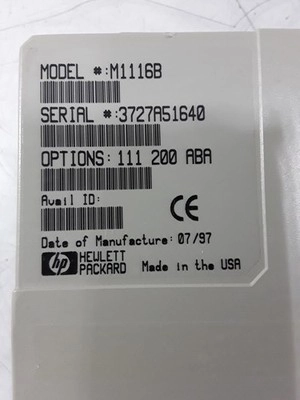 MODEL #:M1116B
SERIAL #:3727A51640
OPTIONS: 111 200 ABA
Avail ID:
CE
Date of Manufacture: 07/97
hp HEWLETT
PACKARD Made in the USA